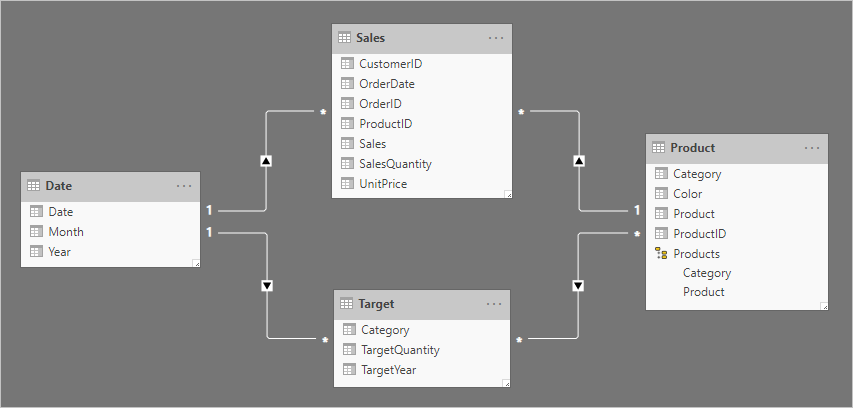 Sales
CustomerID
OrderDate
OrderID
ProductID
Sales
SalesQuantity
UnitPrice
*
*
Date
Date
Month
Year
1
1
Product
Category
Color
Product
ProductID
Products
Category
Product
1
*
Target
Category
TargetQuantity
TargetYear
*
*